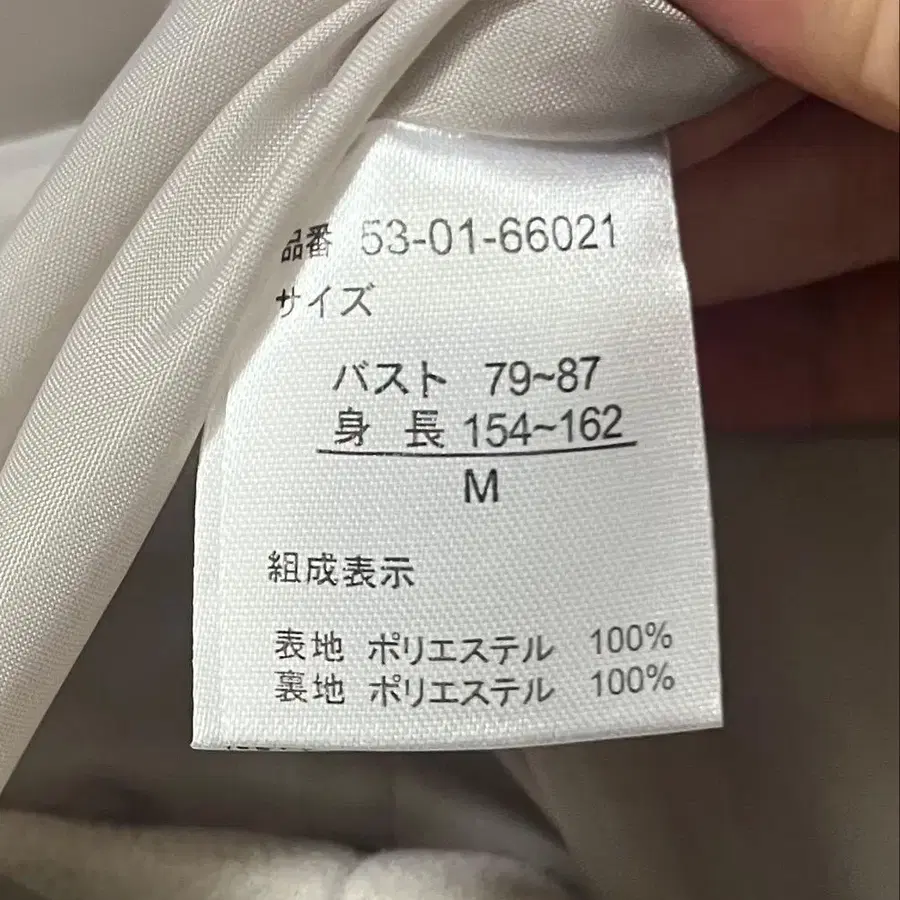 品番 53-01-66021
サイズ
バスト 79~87
身 長 154~162
M
組成表示
表地 ポリエステル 100%
裏地 ポリエステル 100%